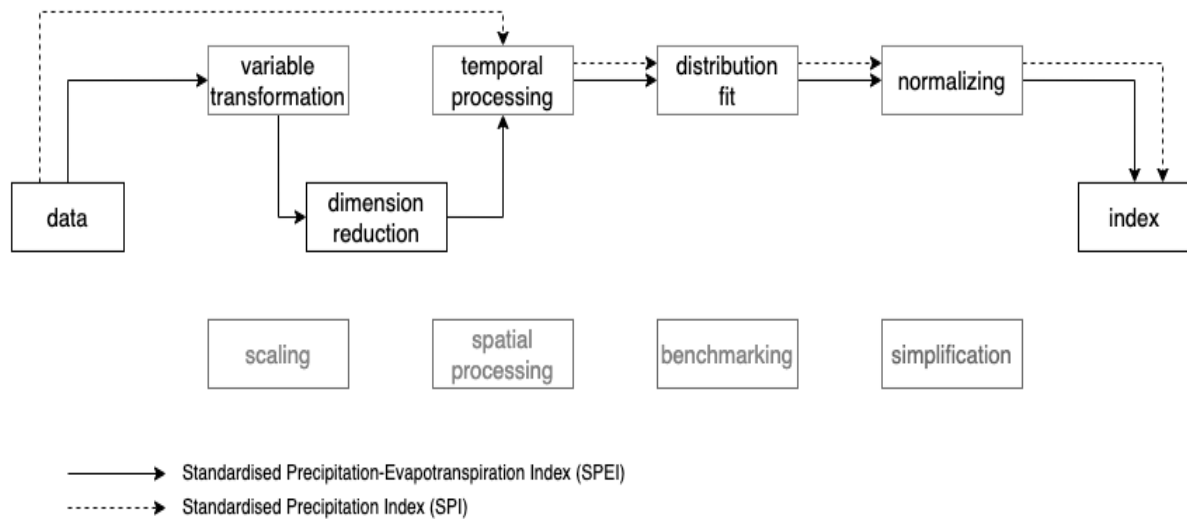 variable
transformation
temporal
processing
distribution
fit
normalizing
data
dimension
reduction
index
scaling
spatial
processing
benchmarking
simplification
Standardised Precipitation-Evapotranspiration Index (SPEI)
Standardised Precipitation Index (SPI)